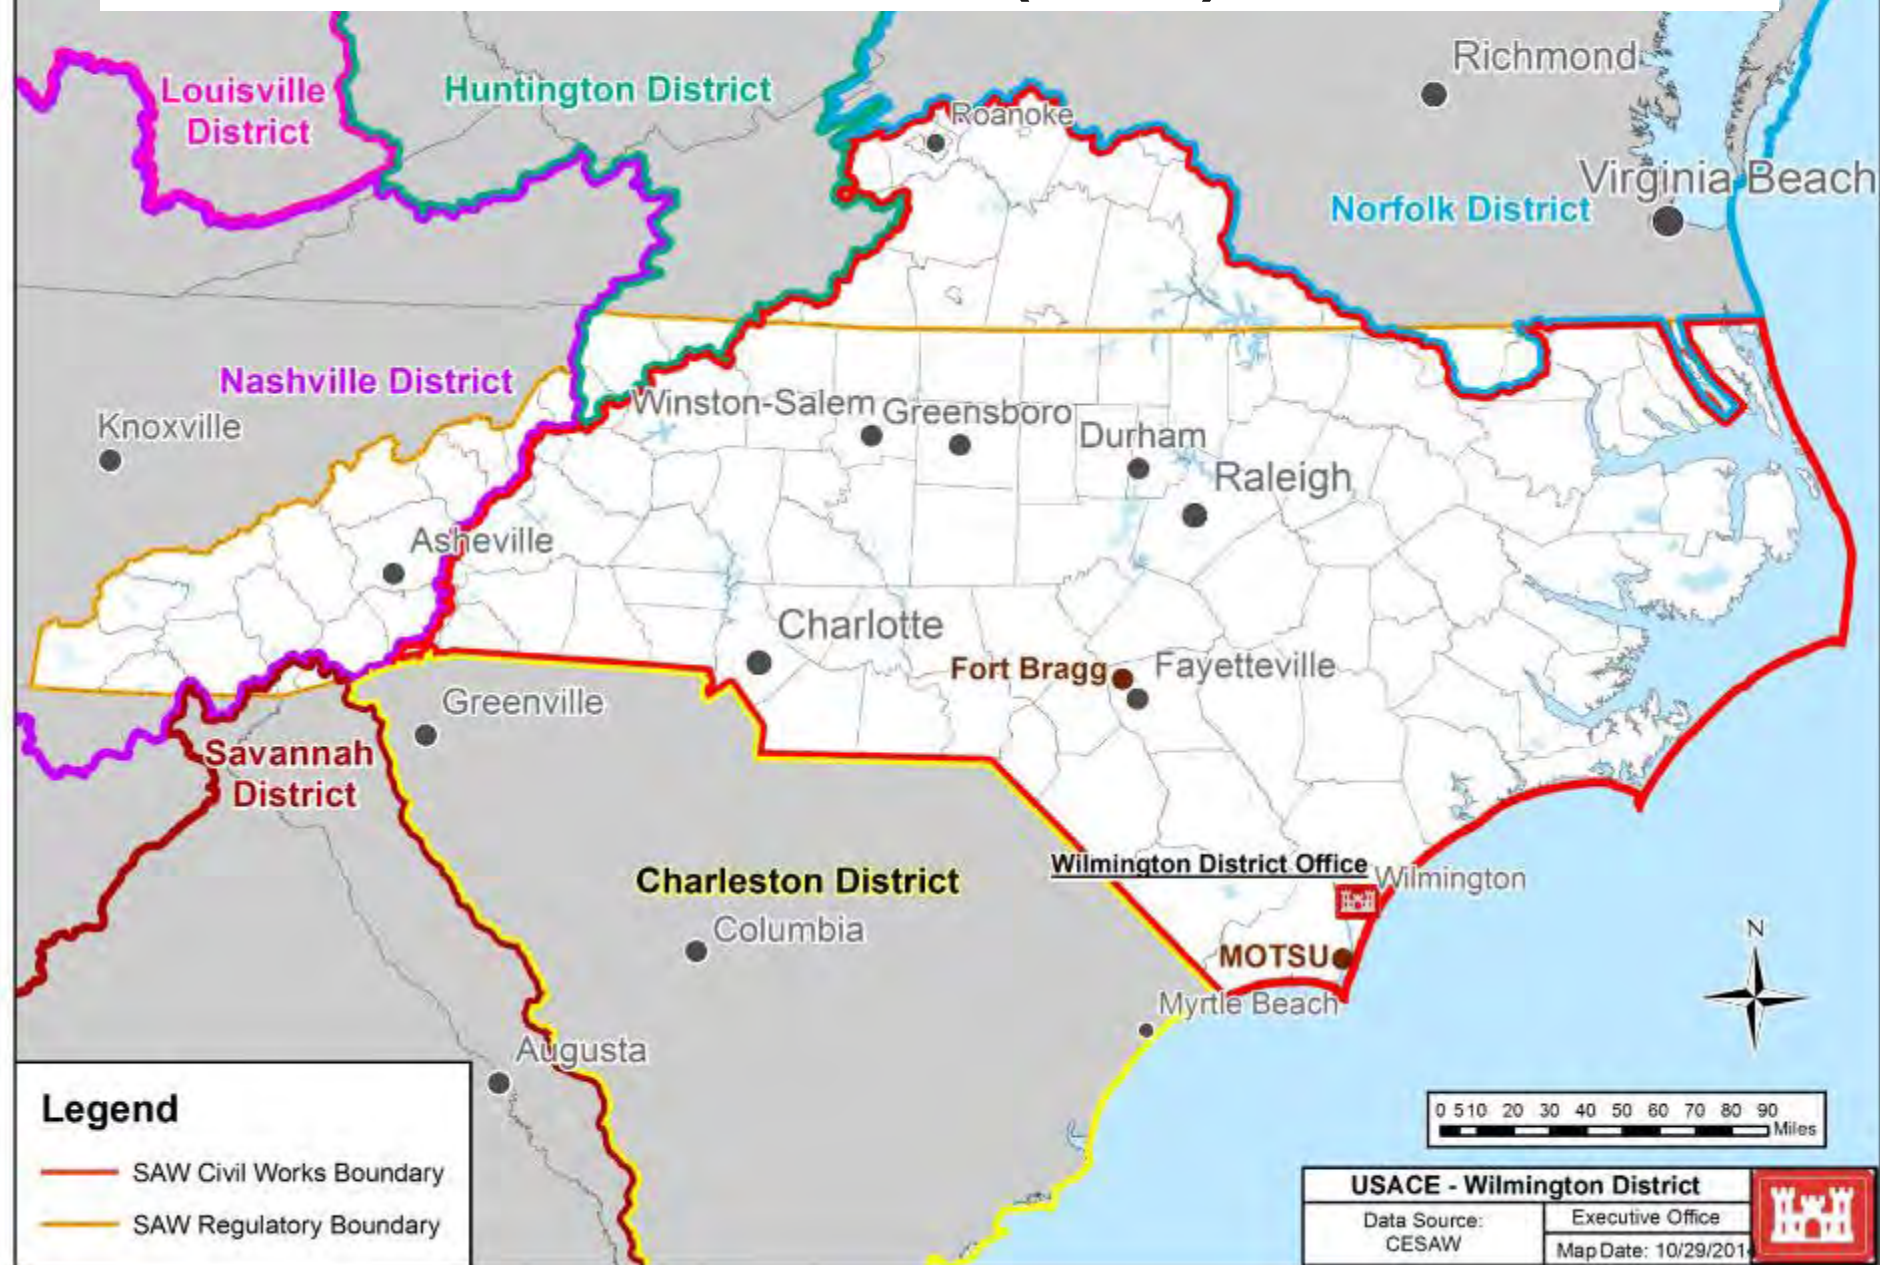 Richmond
Louisville
District
Huntington District
Roanoke
Virginia Beach
Norfolk District
Nashville District
Knoxville
Winston-Salem
Greensboro
Durham
Raleigh
Asheville
Charlotte
Fort Bragg
Fayetteville
Greenville
Savannah
District
Charleston District
Wilmington District Office
Wilmington
Columbia
N
MOTSU
Myrtle Beach
Augusta
Legend
SAW Civil Works Boundary
SAW Regulatory Boundary
0 5 10 20 30 40 50 60 70 80 90
Miles
USACE - Wilmington District
Data Source:
CESAW
Executive Office
Map Date: 10/29/201